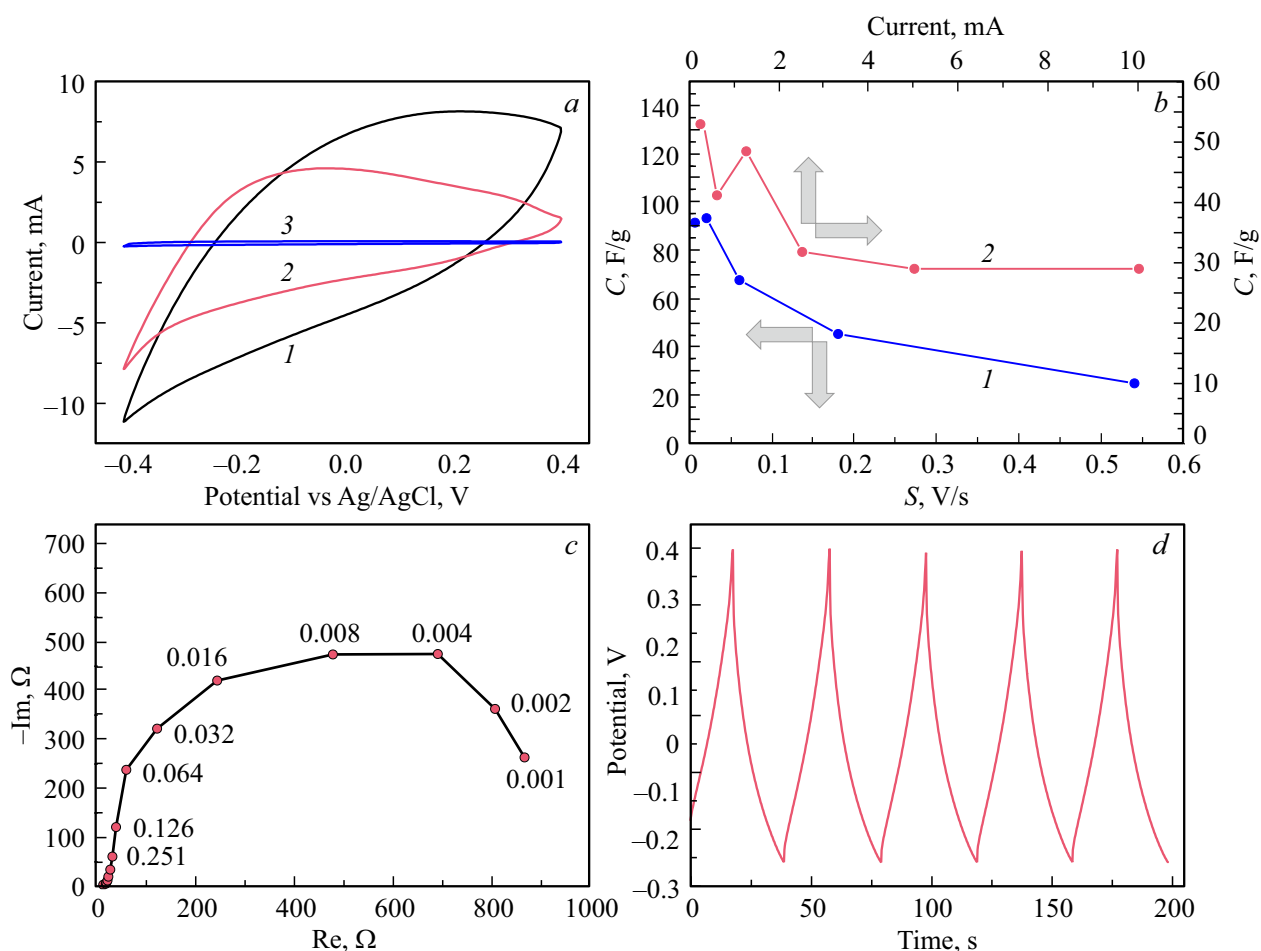 Current, mA
0 2 4 6 8 10
10
5
0
−5
−10
Current, mA
a
1
2
3
−0.4 −0.2 0.0 0.2 0.4
Potential vs Ag/AgCl, V
140
120
100
80
60
40
20
0
C, F/g
b
2
1
60
50
40
30
20
10
0
C, F/g
0 0.1 0.2 0.3 0.4 0.5 0.6
S, V/s
700
600
500
400
300
200
100
0
−Im, Ω
c
0.008
0.004
0.016
0.002
0.032
0.064
0.001
0.126
0.251
0 200 400 600 800 1000
Re, Ω
0.4
0.3
0.2
0.1
0
−0.1
−0.2
−0.3
Potential, V
d
0 50 100 150 200
Time, s